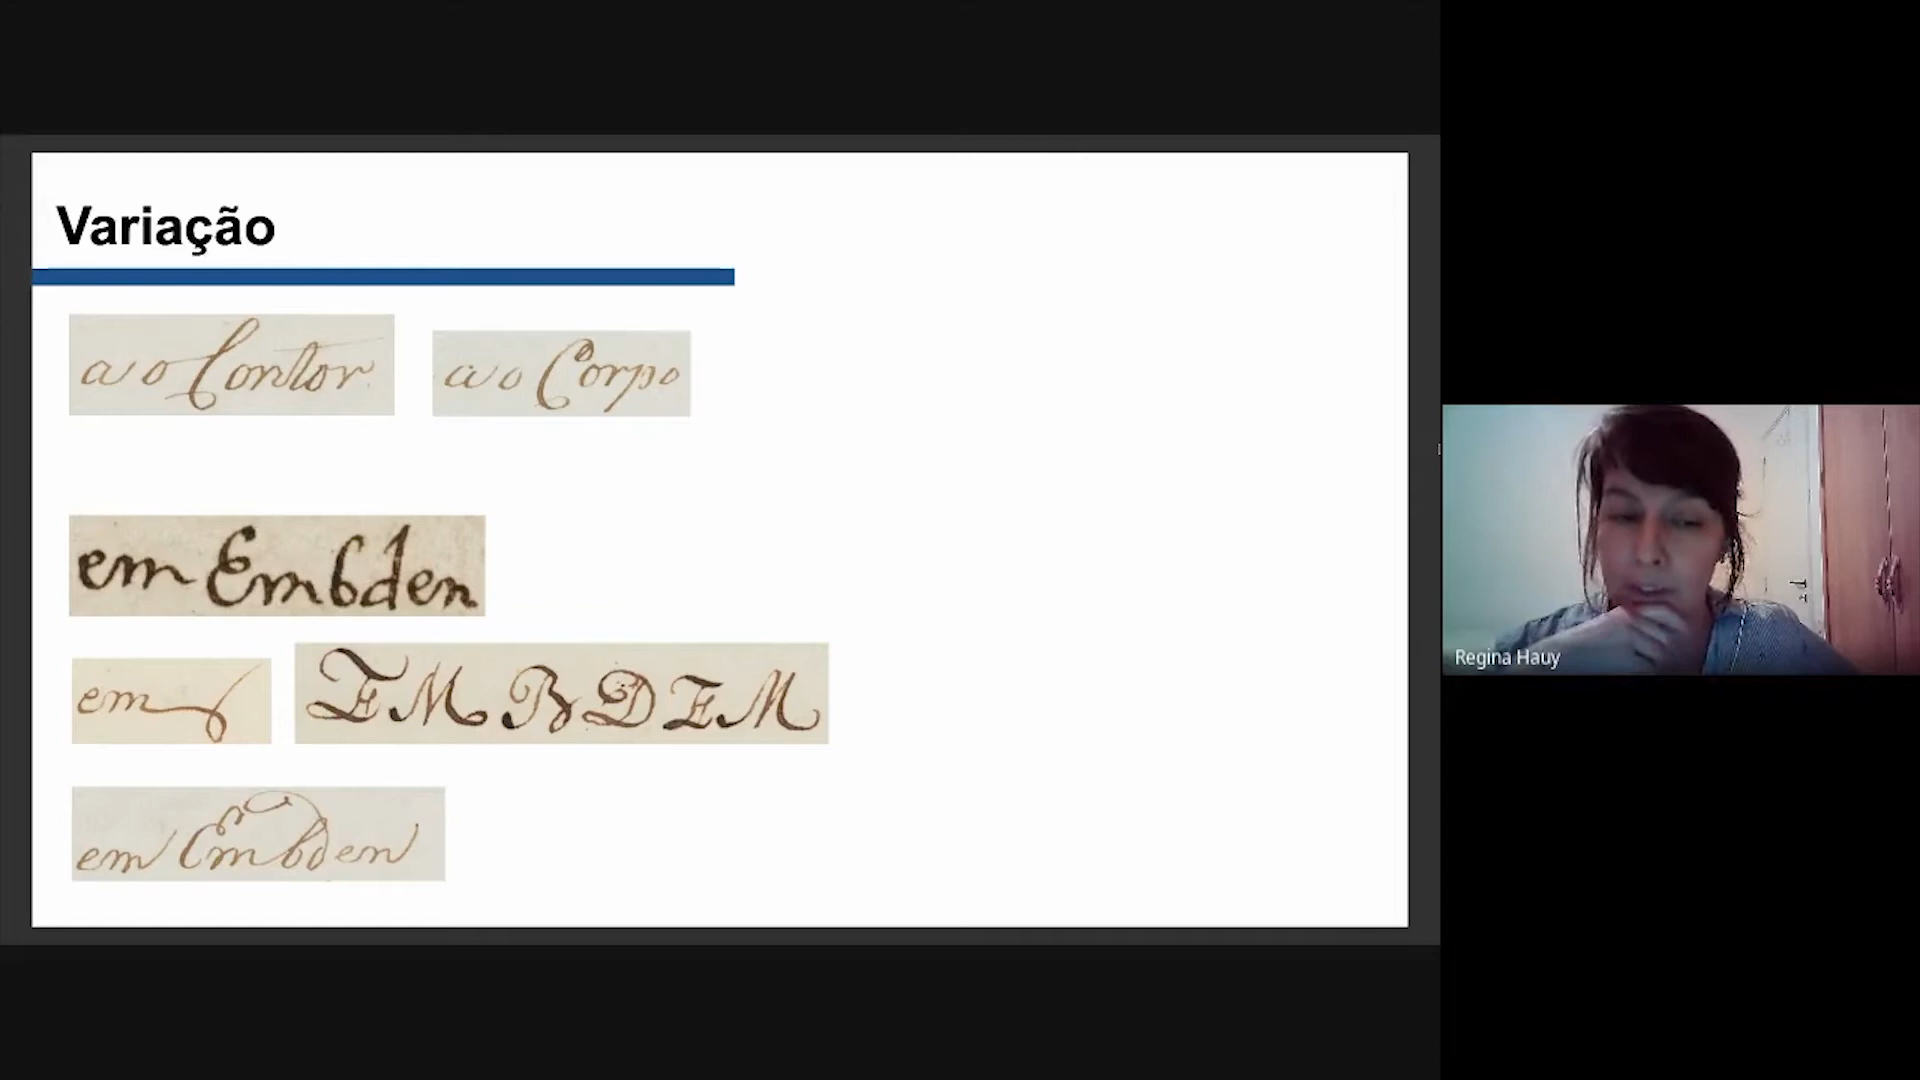 Variação
ao Contor ao Corpo
em Embden
em EMBDEM
em Embden
Regina Hauy